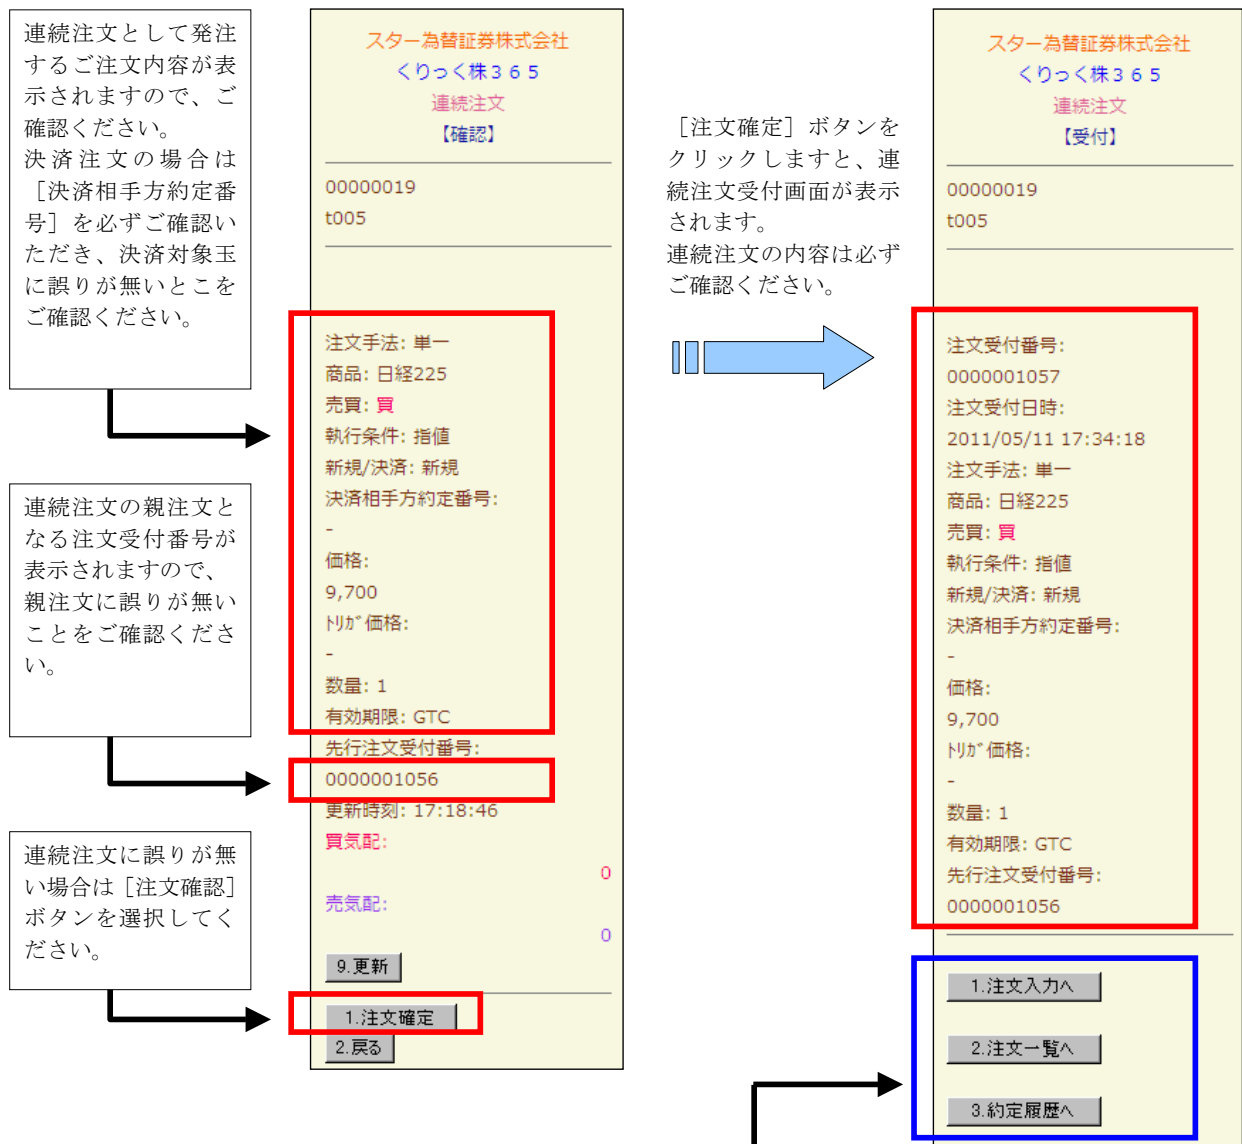 連続注文として発注
するご注文内容が表
示されますので、ご
確認ください。
決済注文の場合は
［決済相手方約定番
号］を必ずご確認い
ただき、決済対象玉
に誤りが無いとこを
ご確認ください。
連続注文の親注文と
なる注文受付番号が
表示されますので、
親注文に誤りが無い
ことをご確認くださ
い。
連続注文に誤りが無
い場合は［注文確認］
ボタンを選択してく
ださい。
スター為替証券株式会社
くりっく株３６５
連続注文
【確認】
00000019
t005
注文手法: 単一
商品: 日経225
売買: 買
執行条件: 指値
新規/決済: 新規
決済相手方約定番号:
-
価格:
9,700
ﾄﾘｶﾞ価格:
-
数量: 1
有効期限: GTC
先行注文受付番号:
0000001056
更新時刻: 17:18:46
買気配:
0
売気配:
0
9.更新
1.注文確定
2.戻る
［注文確定］ボタンを
クリックしますと、連
続注文受付画面が表示
されます。
連続注文の内容は必ず
ご確認ください。
スター為替証券株式会社
くりっく株３６５
連続注文
【受付】
00000019
t005
注文受付番号:
0000001057
注文受付日時:
2011/05/11 17:34:18
注文手法: 単一
商品: 日経225
売買: 買
執行条件: 指値
新規/決済: 新規
決済相手方約定番号:
-
価格:
9,700
ﾄﾘｶﾞ価格:
-
数量: 1
有効期限: GTC
先行注文受付番号:
0000001056
1.注文入力へ
2.注文一覧へ
3.約定履歴へ